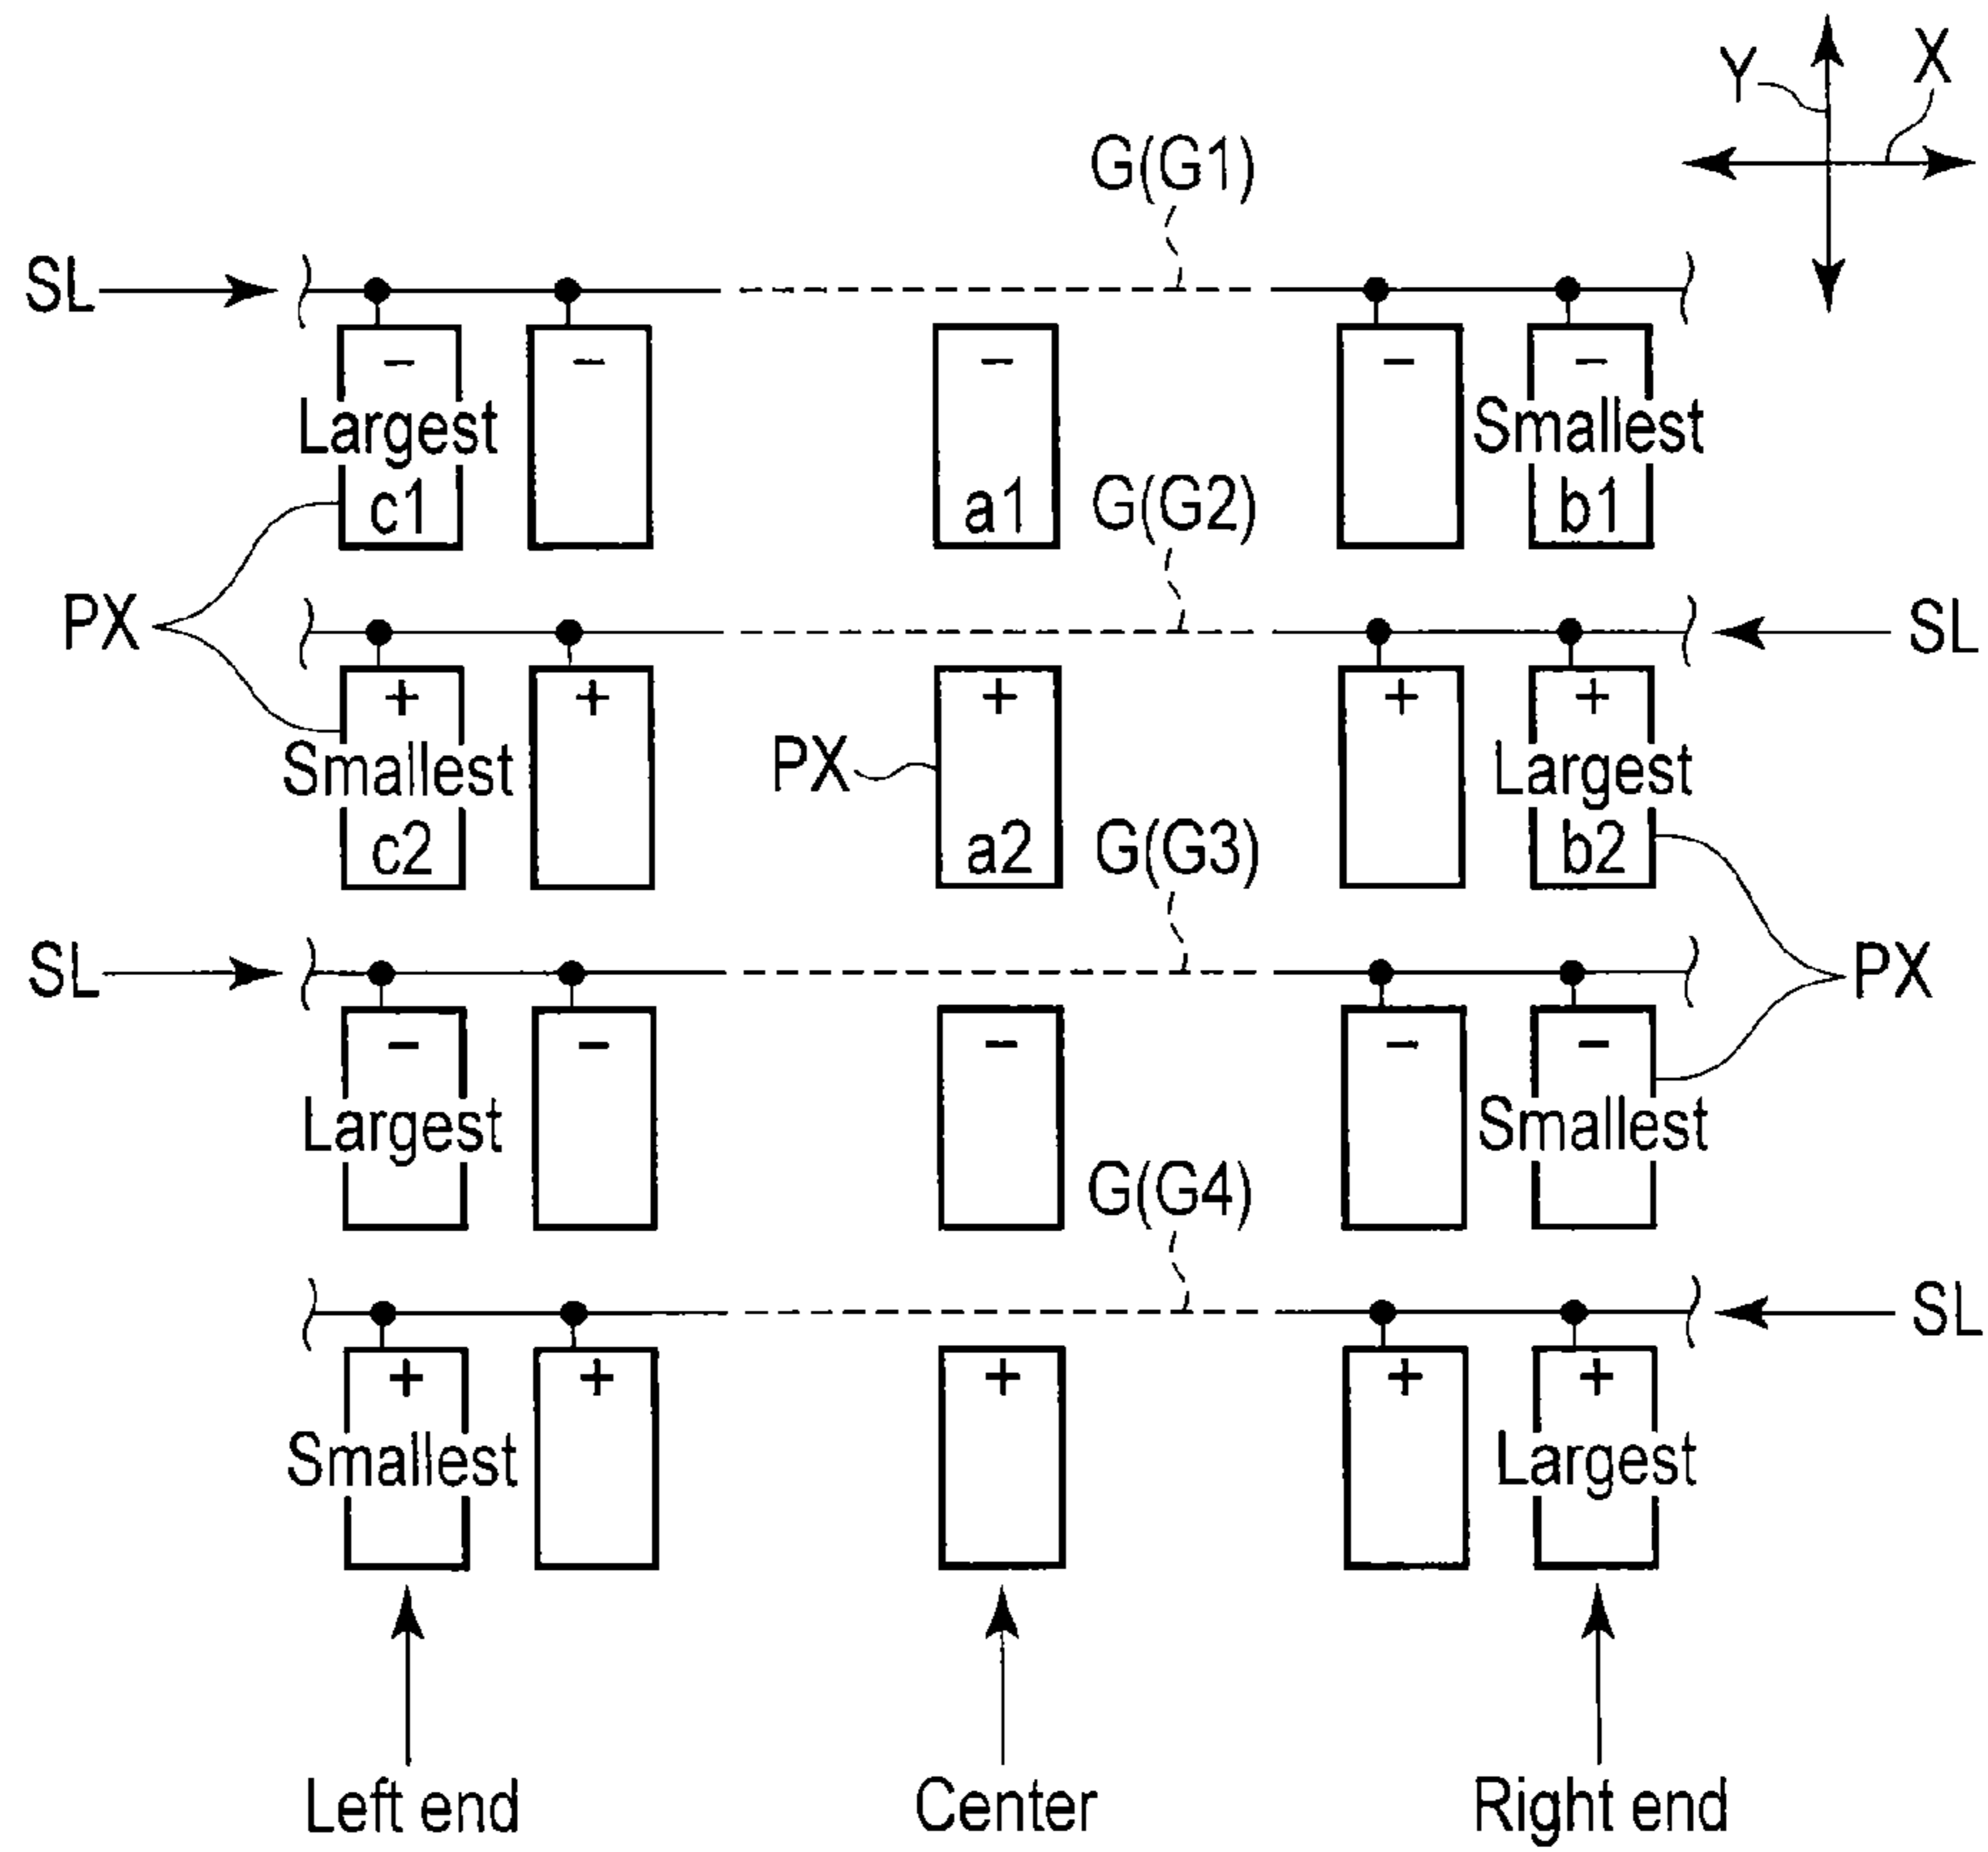 Y X
G(G1)
SL
− − − − −
Largest Smallest
c1 a1 b1
G(G2)
PX
SL
+ + + + +
Smallest PX Largest
c2 a2 b2
G(G3)
SL PX
− − − − −
Largest Smallest
G(G4)
SL
+ + + + +
Smallest Largest
Left end Center Right end